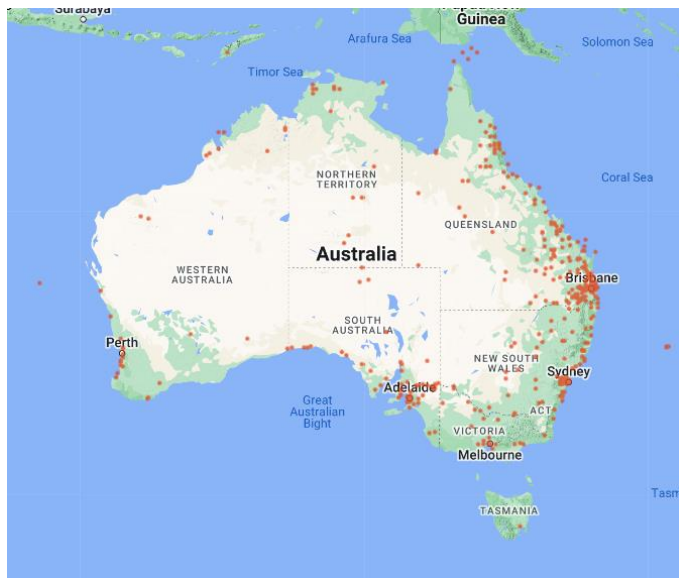 Surabaya
Guinea
Arafura Sea
Solomon Sea
Timor Sea
Coral Sea
NORTHERN
TERRITORY
QUEENSLAND
Australia
WESTERN
AUSTRALIA
Brisbane
SOUTH
AUSTRALIA
Perth
NEW SOUTH
WALES
Sydney
Adelaide
Great
Australian
Bight
ACT
VICTORIA
Melbourne
TASMANIA